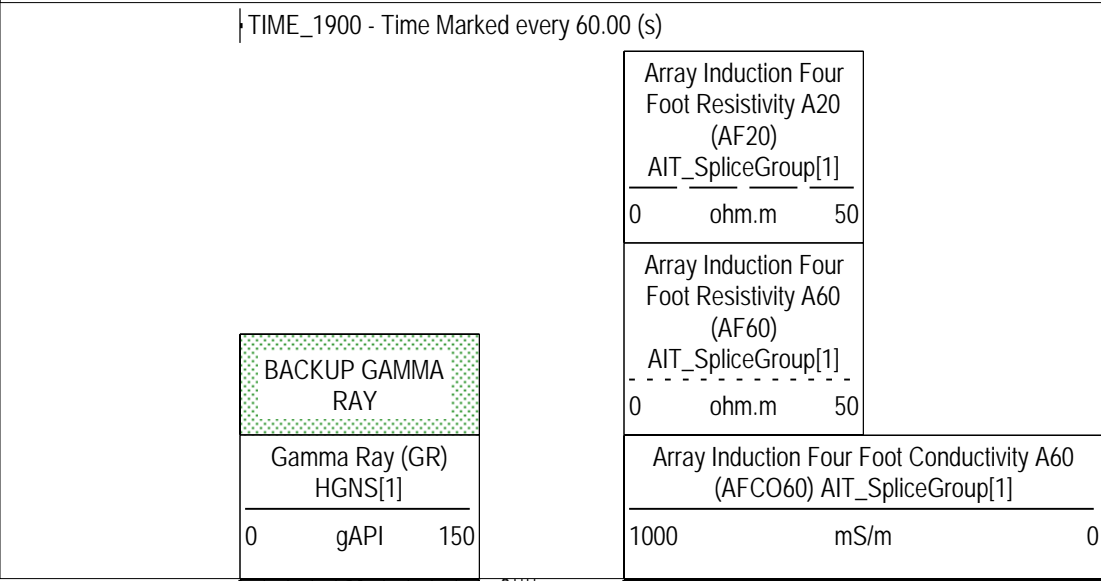 TIME_1900 - Time Marked every 60.00 (s)
Array Induction Four
Foot Resistivity A20
(AF20)
AIT_SpliceGroup[1]
0 ohm.m 50
Array Induction Four
Foot Resistivity A60
(AF60)
AIT_SpliceGroup[1]
0 ohm.m 50
BACKUP GAMMA
RAY
Gamma Ray (GR)
HGNS[1]
0 gAPI 150
Array Induction Four Foot Conductivity A60
(AFCO60) AIT_SpliceGroup[1]
1000 mS/m 0